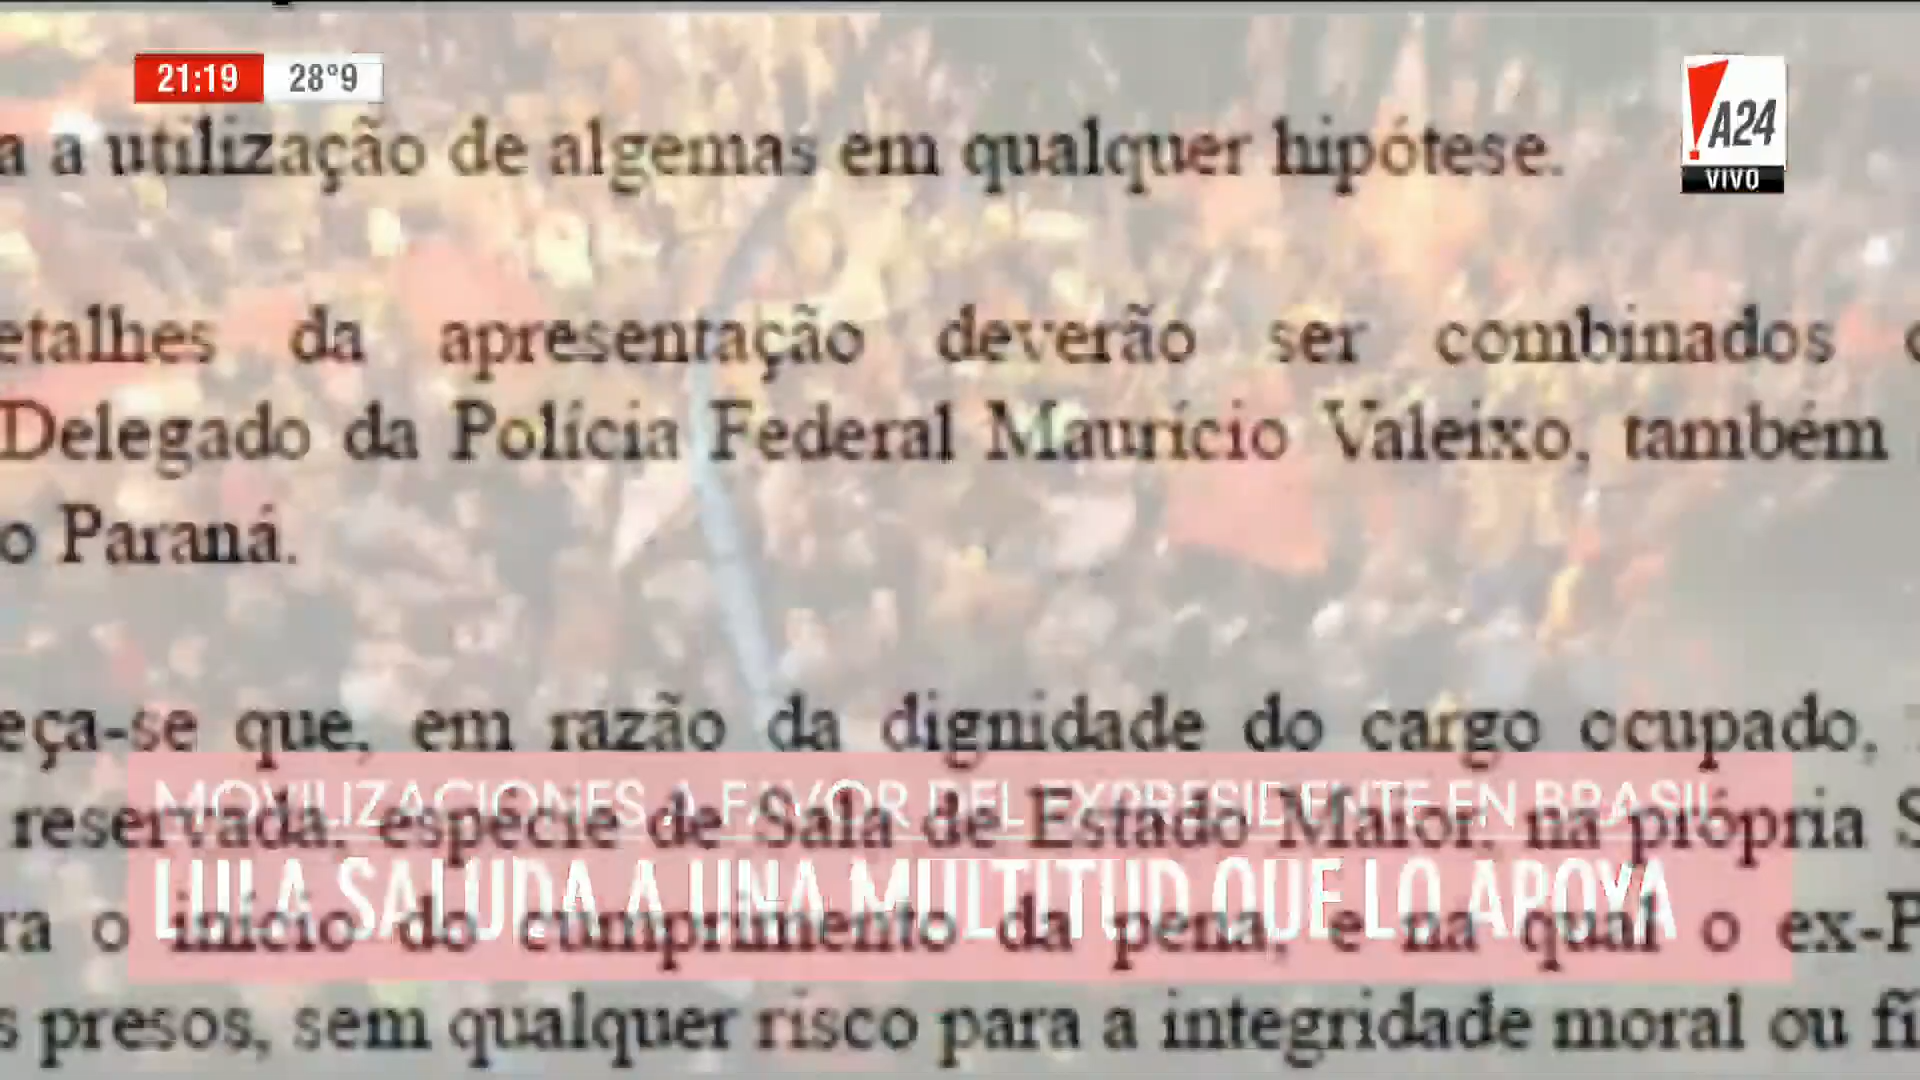 21:19 28°9
A24
VIVO
a a utilização de algemas em qualquer hipótese.
etalhes da apresentação deverão ser combinados
Delegado da Polícia Federal Maurício Valeixo, também
o Paraná.
eça-se que, em razão da dignidade do cargo ocupado,
MOVILIZACIONES A FAVOR DEL EXPRESIDENTE EN BRASIL
reservada, espécie de Sala de Estado Maior, na própria S
LULA SALUDA A UNA MULTITUD QUE LO APOYA
ra o início do cumprimento da pena, e na qual o ex-P
s presos, sem qualquer risco para a integridade moral ou fí